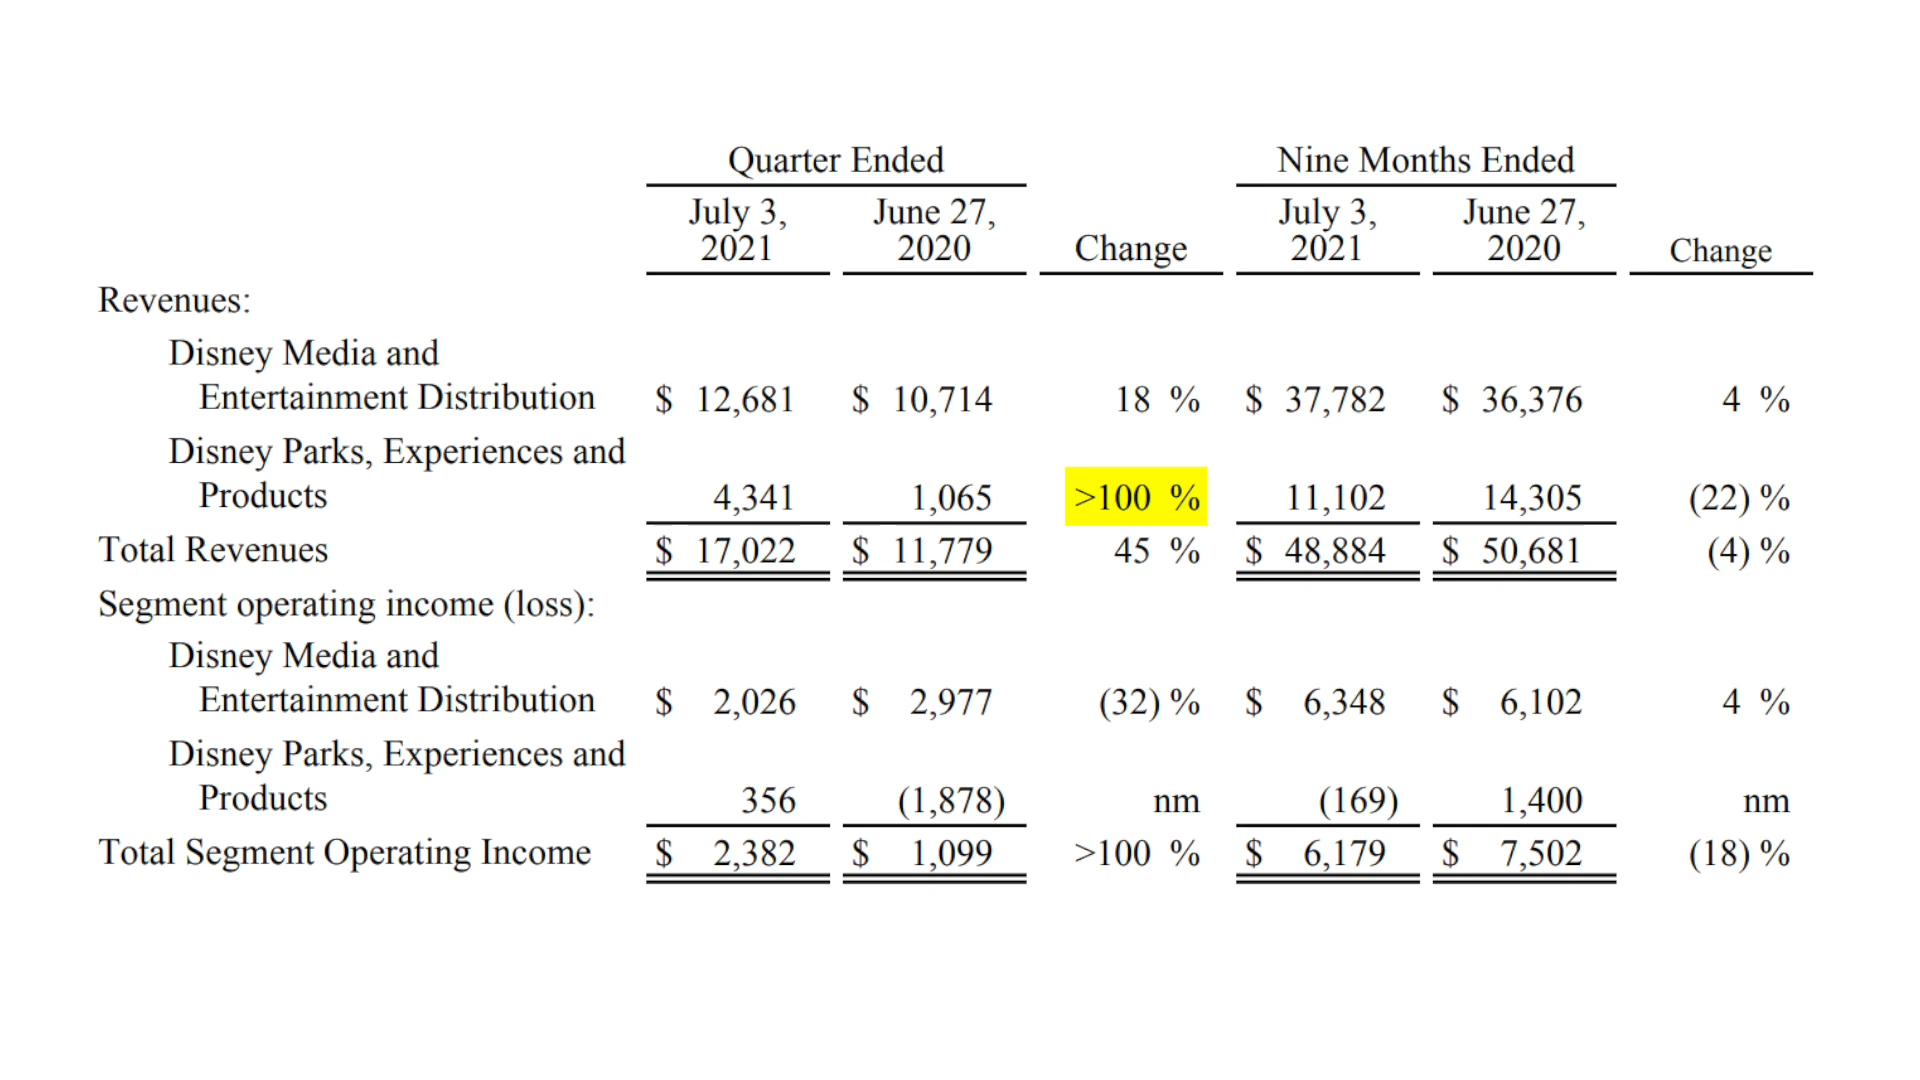 Quarter Ended Nine Months Ended
July 3, June 27, July 3, June 27,
2021 2020 Change 2021 2020 Change
Revenues:
Disney Media and
Entertainment Distribution $ 12,681 $ 10,714 18 % $ 37,782 $ 36,376 4 %
Disney Parks, Experiences and
Products 4,341 1,065 >100 % 11,102 14,305 (22) %
Total Revenues $ 17,022 $ 11,779 45 % $ 48,884 $ 50,681 (4) %
Segment operating income (loss):
Disney Media and
Entertainment Distribution $ 2,026 $ 2,977 (32) % $ 6,348 $ 6,102 4 %
Disney Parks, Experiences and
Products 356 (1,878) nm (169) 1,400 nm
Total Segment Operating Income $ 2,382 $ 1,099 >100 % $ 6,179 $ 7,502 (18) %